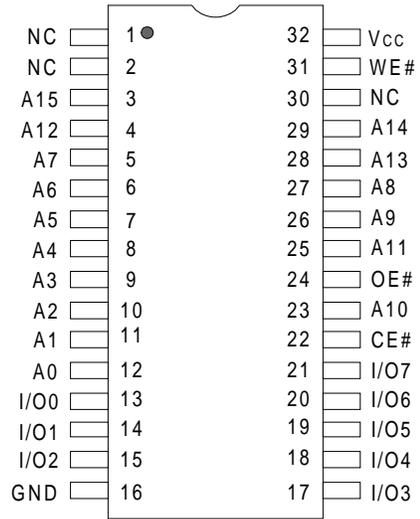 NC 1 32 Vcc
NC 2 31 WE#
A15 3 30 NC
A12 4 29 A14
A7 5 28 A13
A6 6 27 A8
A5 7 26 A9
A4 8 25 A11
A3 9 24 OE#
A2 10 23 A10
A1 11 22 CE#
A0 12 21 I/O7
I/O0 13 20 I/O6
I/O1 14 19 I/O5
I/O2 15 18 I/O4
GND 16 17 I/O3